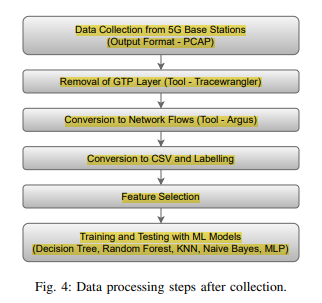 Data Collection from 5G Base Stations
(Output Format - PCAP)
Removal of GTP Layer (Tool - Tracewrangler)
Conversion to Network Flows (Tool - Argus)
Conversion to CSV and Labelling
Feature Selection
Training and Testing with ML Models
(Decision Tree, Random Forest, KNN, Naive Bayes, MLP)
Fig. 4: Data processing steps after collection.